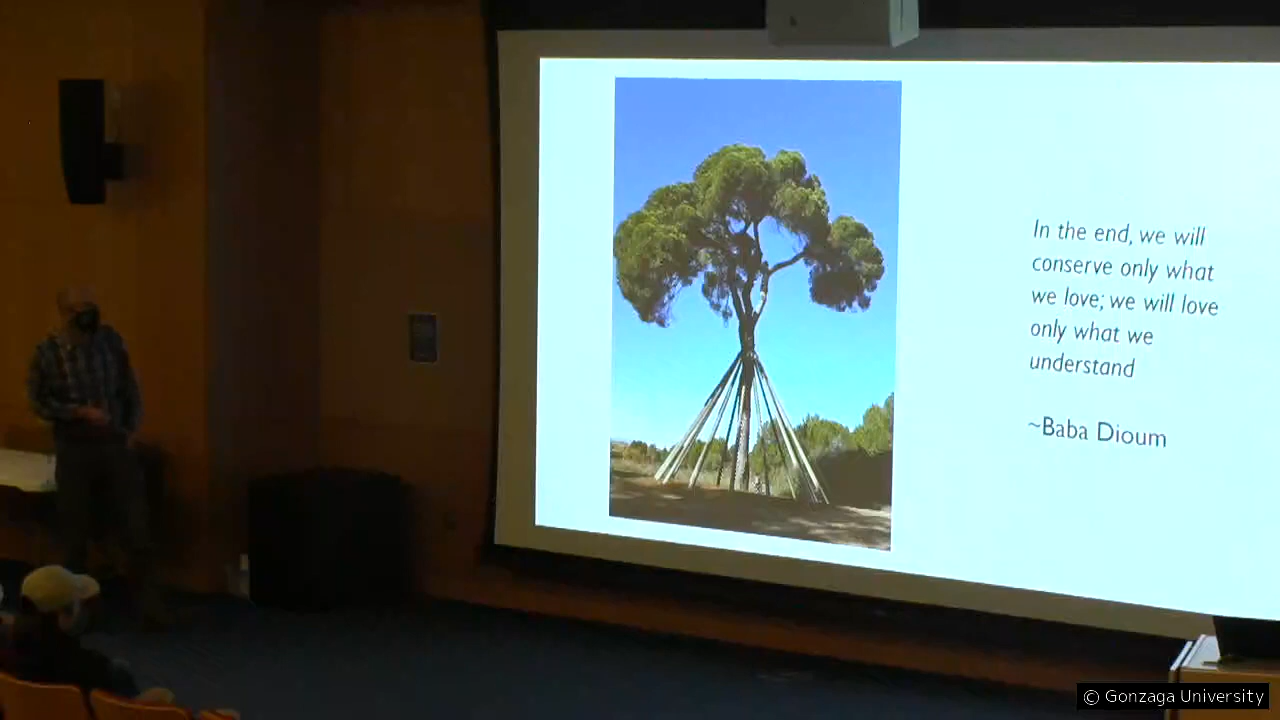 In the end, we will
conserve only what
we love; we will love
only what we
understand
~Baba Dioum
© Gonzaga University